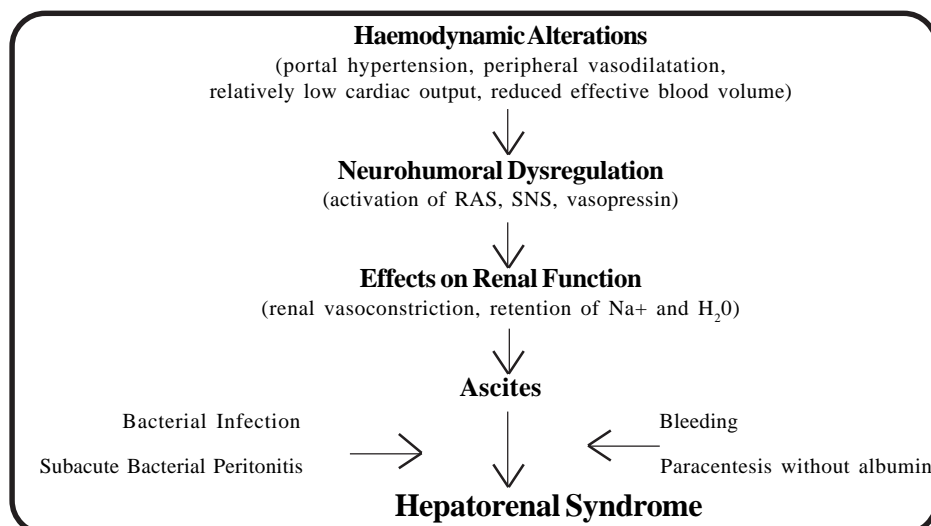 Haemodynamic Alterations
(portal hypertension, peripheral vasodilatation,
relatively low cardiac output, reduced effective blood volume)
Neurohumoral Dysregulation
(activation of RAS, SNS, vasopressin)
Effects on Renal Function
(renal vasoconstriction, retention of Na+ and H₂0)
Ascites
Bacterial Infection
Bleeding
Subacute Bacterial Peritonitis
Paracentesis without albumin
Hepatorenal Syndrome